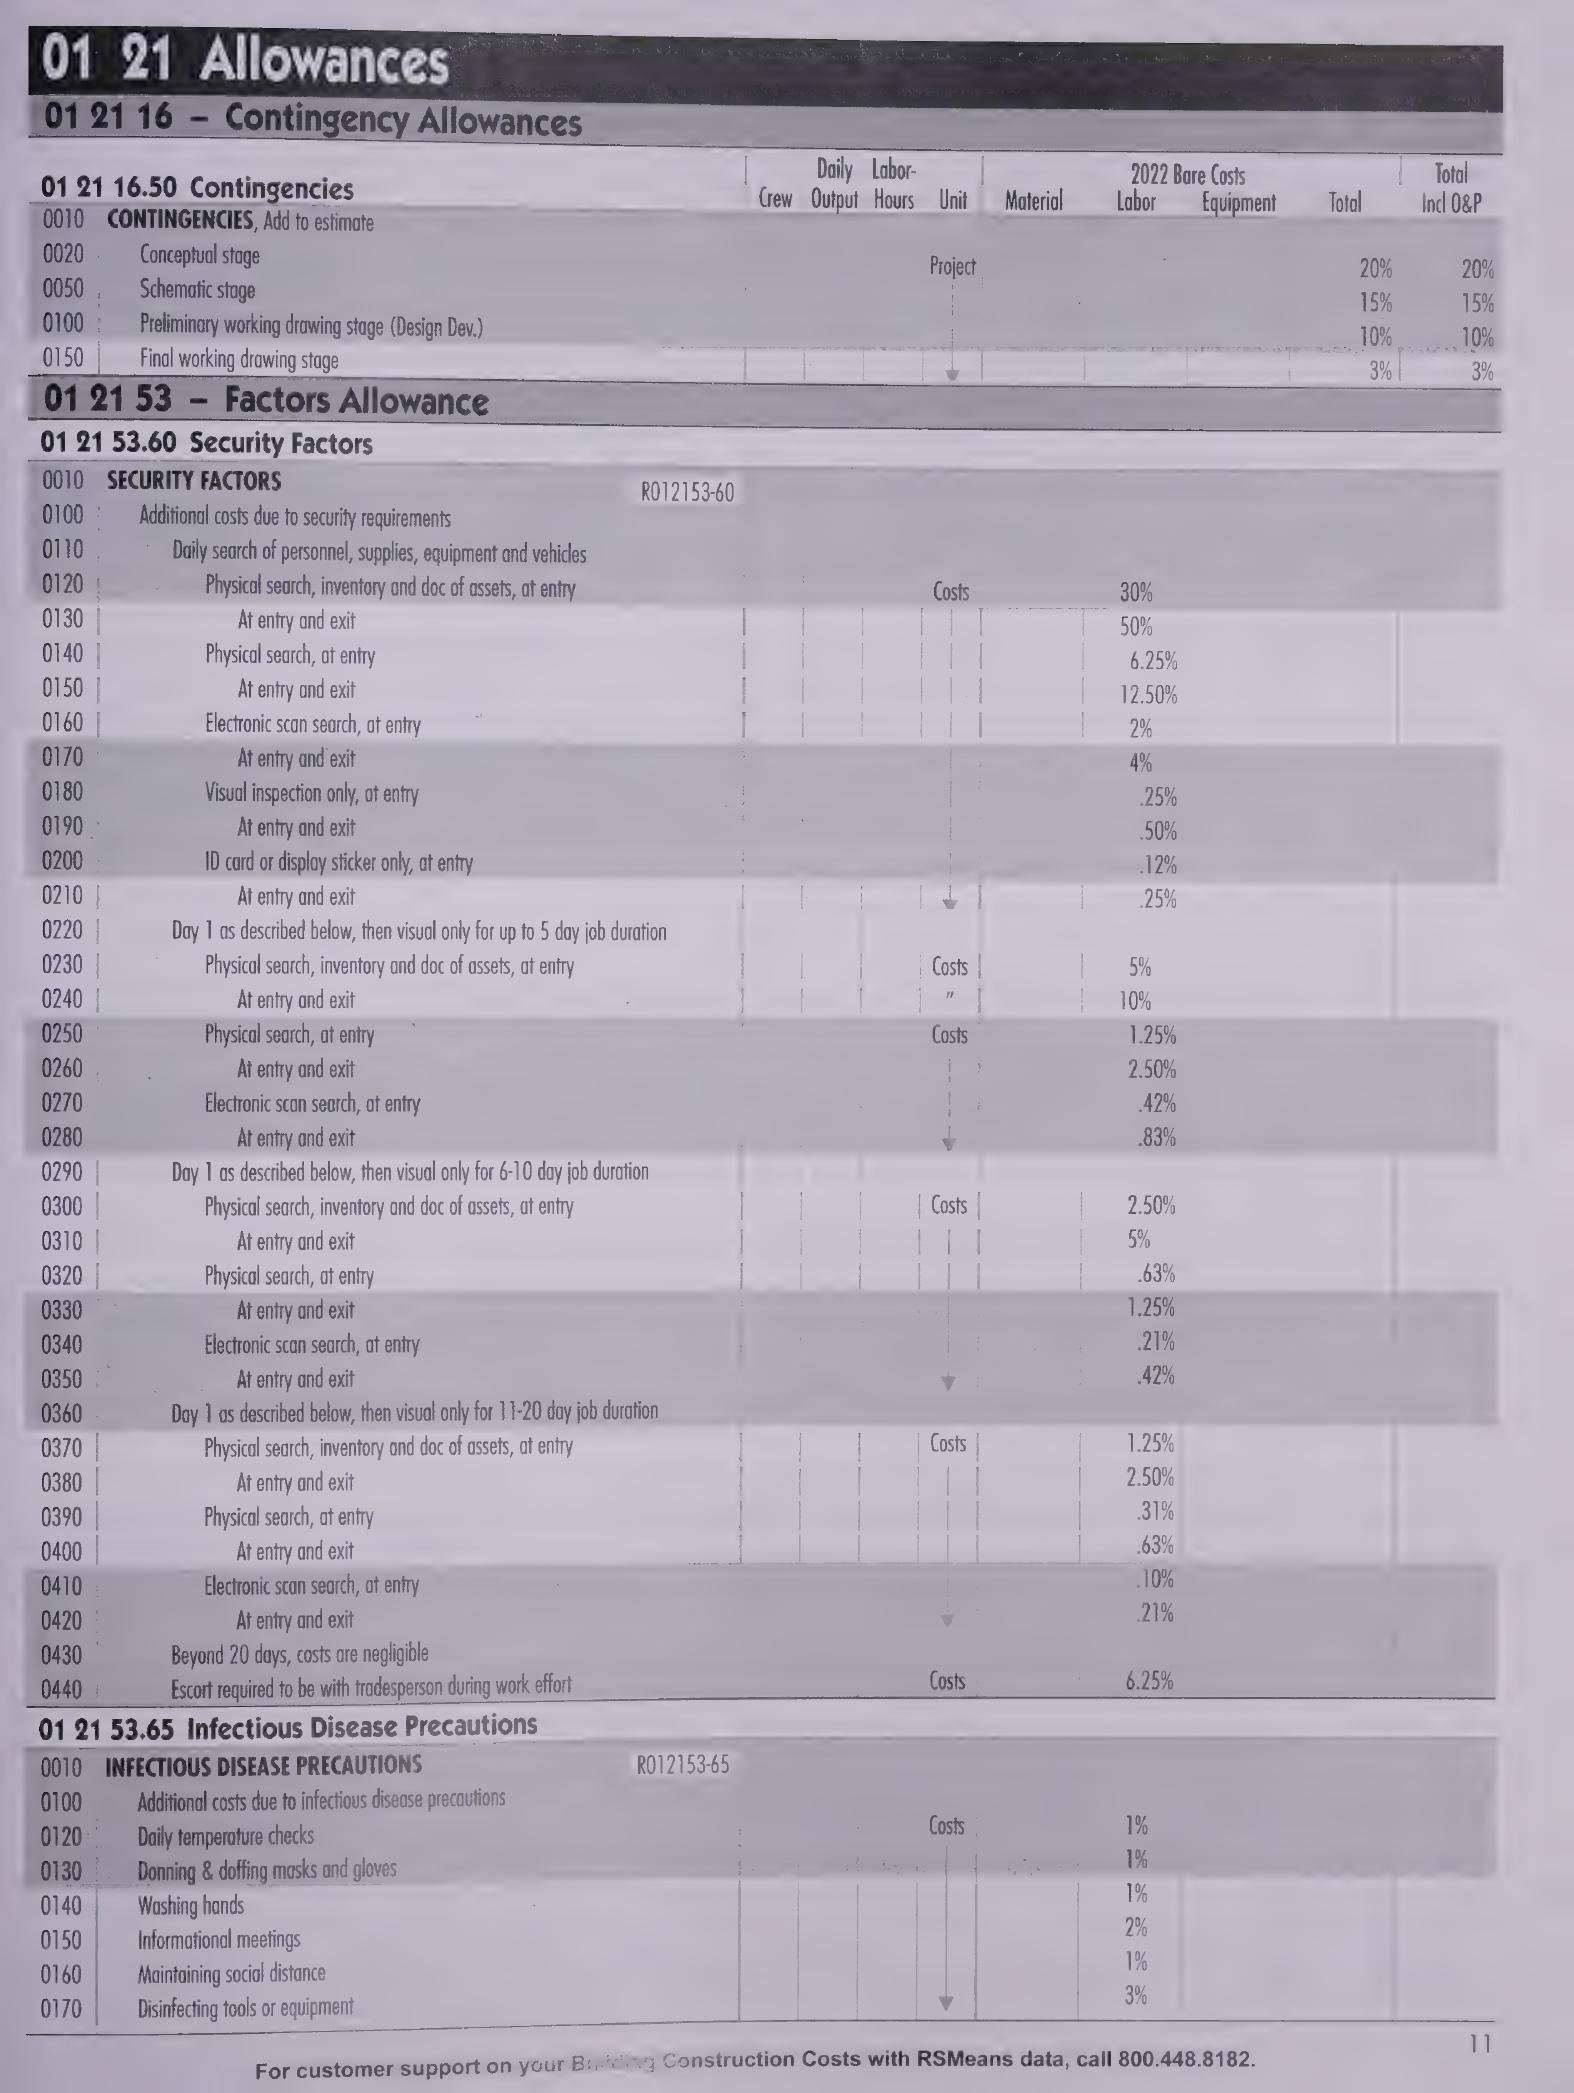 01 21 Allowances
01 21 16 – Contingency Allowances
01 21 16.50 Contingencies Crew Daily Output Labor-Hours Unit Material 2022 Bare Costs Labor Equipment Total Total Incl O&P
0010 CONTINGENCIES, Add to estimate
0020 Conceptual stage Project 20% 20%
0050 Schematic stage 15% 15%
0100 Preliminary working drawing stage (Design Dev.) 10% 10%
0150 Final working drawing stage 3% 3%
01 21 53 – Factors Allowance
01 21 53.60 Security Factors
0010 SECURITY FACTORS R012153-60
0100 Additional costs due to security requirements
0110 Daily search of personnel, supplies, equipment and vehicles
0120 Physical search, inventory and doc of assets, at entry Costs 30%
0130 At entry and exit 50%
0140 Physical search, at entry 6.25%
0150 At entry and exit 12.50%
0160 Electronic scan search, at entry 2%
0170 At entry and exit 4%
0180 Visual inspection only, at entry .25%
0190 At entry and exit .50%
0200 ID card or display sticker only, at entry .12%
0210 At entry and exit .25%
0220 Day 1 as described below, then visual only for up to 5 day job duration
0230 Physical search, inventory and doc of assets, at entry Costs 5%
0240 At entry and exit " 10%
0250 Physical search, at entry Costs 1.25%
0260 At entry and exit 2.50%
0270 Electronic scan search, at entry .42%
0280 At entry and exit .83%
0290 Day 1 as described below, then visual only for 6-10 day job duration
0300 Physical search, inventory and doc of assets, at entry Costs 2.50%
0310 At entry and exit 5%
0320 Physical search, at entry .63%
0330 At entry and exit 1.25%
0340 Electronic scan search, at entry .21%
0350 At entry and exit .42%
0360 Day 1 as described below, then visual only for 11-20 day job duration
0370 Physical search, inventory and doc of assets, at entry Costs 1.25%
0380 At entry and exit 2.50%
0390 Physical search, at entry .31%
0400 At entry and exit .63%
0410 Electronic scan search, at entry .10%
0420 At entry and exit .21%
0430 Beyond 20 days, costs are negligible
0440 Escort required to be with tradesperson during work effort Costs 6.25%
01 21 53.65 Infectious Disease Precautions
0010 INFECTIOUS DISEASE PRECAUTIONS R012153-65
0100 Additional costs due to infectious disease precautions
0120 Daily temperature checks Costs 1%
0130 Donning & doffing masks and gloves 1%
0140 Washing hands 1%
0150 Informational meetings 2%
0160 Maintaining social distance 1%
0170 Disinfecting tools or equipment 3%
11
For customer support on your Construction Costs with RSMeans data, call 800.448.8182.